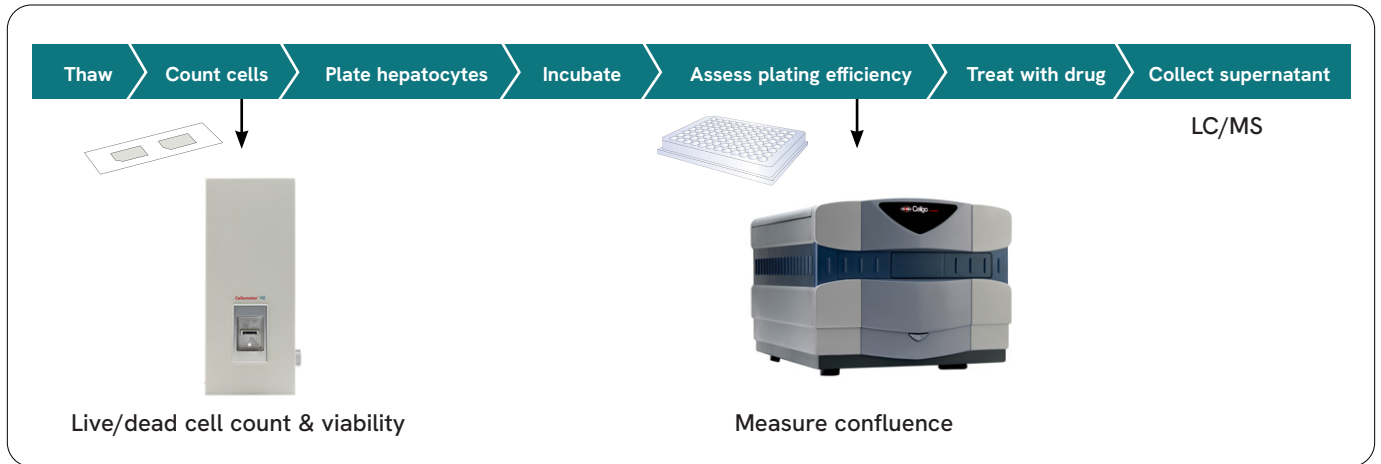 Thaw
Count cells
Plate hepatocytes
Incubate
Assess plating efficiency
Treat with drug
Collect supernatant
LC/MS
Celigo
Cellometer
Live/dead cell count & viability
Measure confluence